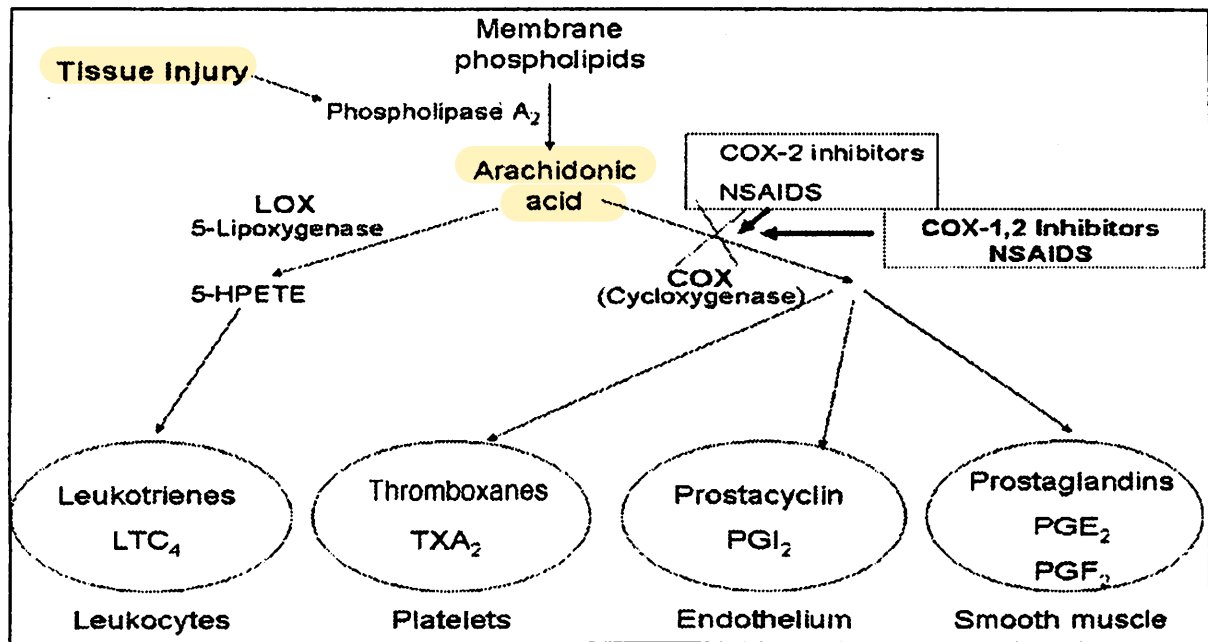 Membrane
phospholipids
Tissue Injury
Phospholipase A₂
Arachidonic
acid
COX-2 inhibitors
NSAIDS
COX-1,2 Inhibitors
NSAIDS
LOX
5-Lipoxygenase
COX
(Cycloxygenase)
5-HPETE
Leukotrienes
LTC₄
Thromboxanes
TXA₂
Prostacyclin
PGI₂
Prostaglandins
PGE₂
PGF₂
Leukocytes
Platelets
Endothelium
Smooth muscle